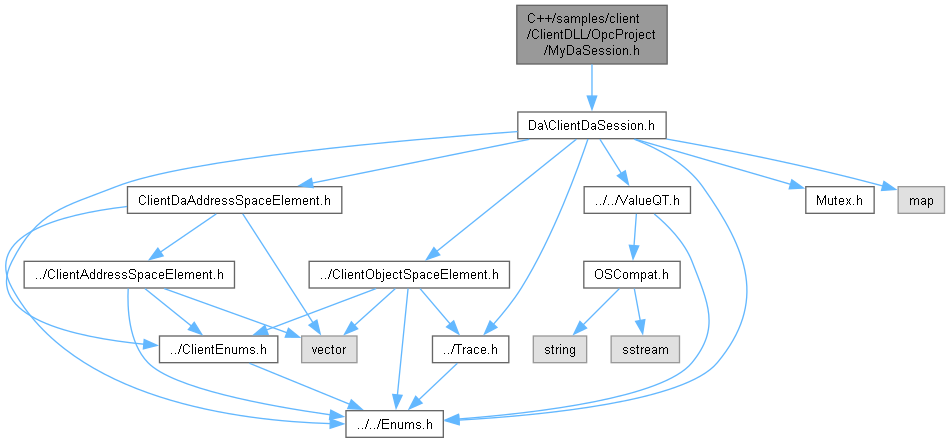 C++/samples/client
/ClientDLL/OpcProject
/MyDaSession.h
Da\ClientDaSession.h
ClientDaAddressSpaceElement.h
../../ValueQT.h
Mutex.h
map
../ClientAddressSpaceElement.h
../ClientObjectSpaceElement.h
OSCompat.h
../ClientEnums.h
vector
../Trace.h
string
sstream
../../Enums.h